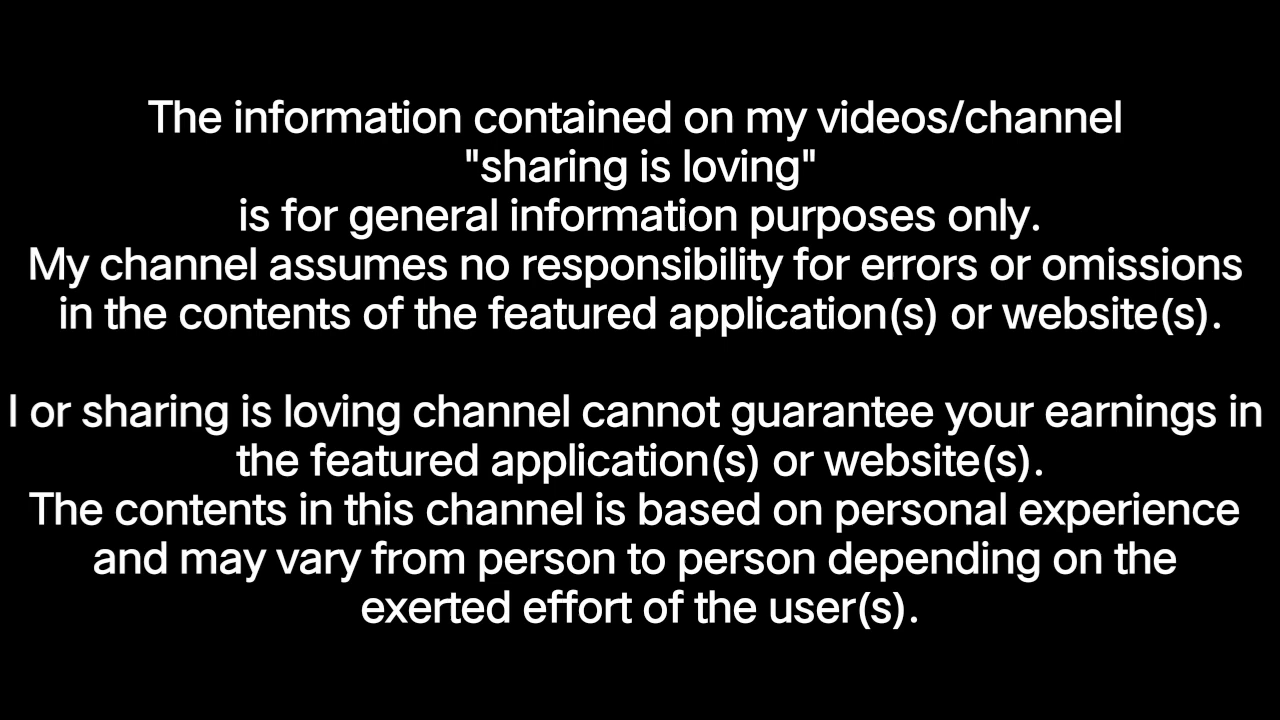 The information contained on my videos/channel
"sharing is loving"
is for general information purposes only.
My channel assumes no responsibility for errors or omissions
in the contents of the featured application(s) or website(s).
I or sharing is loving channel cannot guarantee your earnings in
the featured application(s) or website(s).
The contents in this channel is based on personal experience
and may vary from person to person depending on the
exerted effort of the user(s).